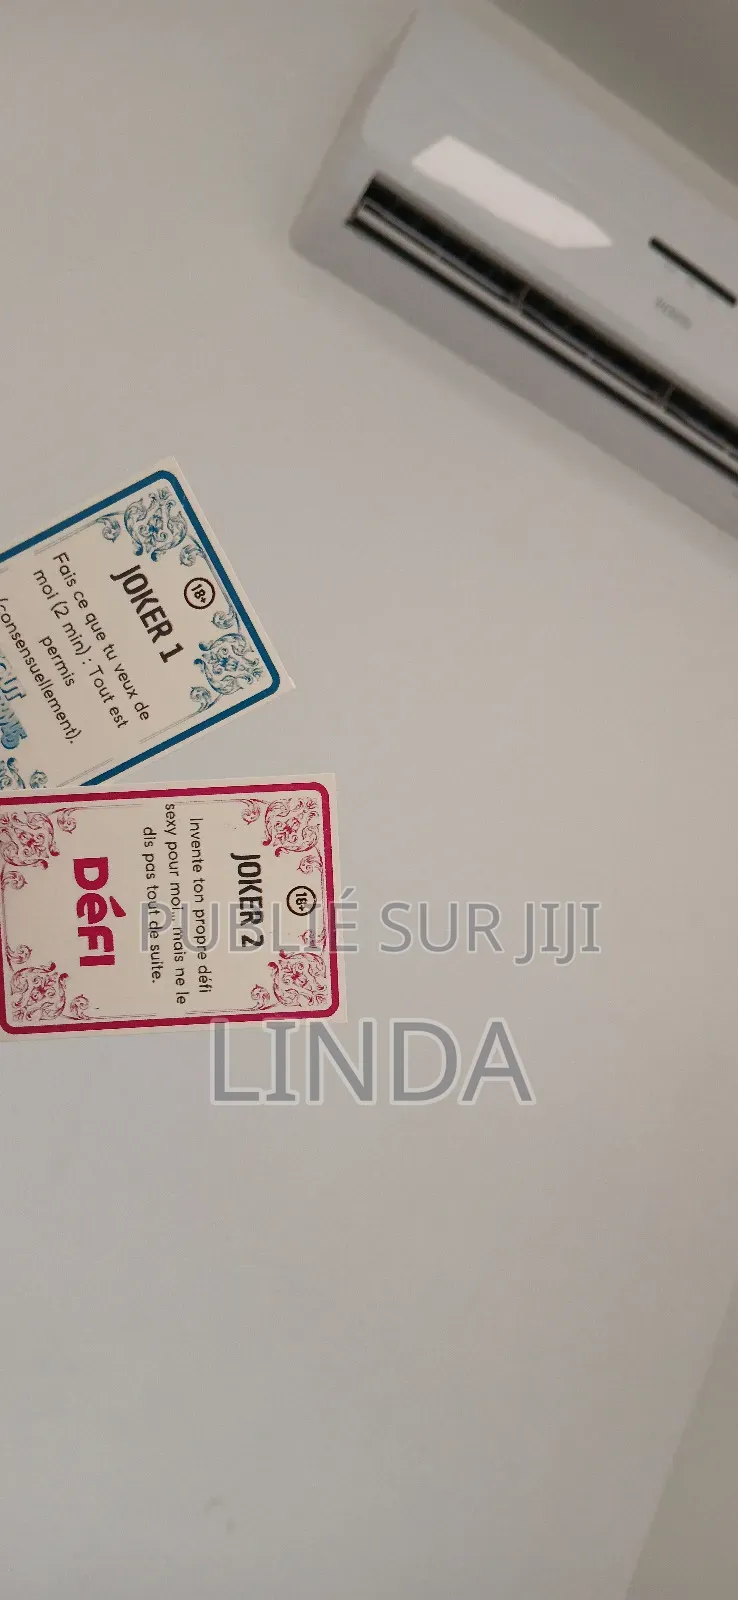 18+
JOKER 1
Fais ce que tu veux de
moi (2 min) : Tout est
permis
(consensuellement).
18+
JOKER 2
Invente ton propre défi
sexy pour moi... mais ne le
dis pas tout de suite.
DéFI
PUBLIÉ SUR JIJI
LINDA